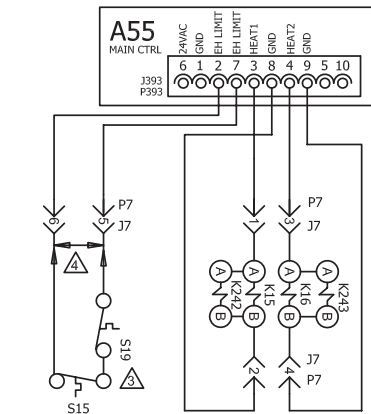 A55
MAIN CTRL
24VAC
GND
EH LIMIT
EH LIMIT
HEAT1
GND
HEAT2
GND
J393
P393
6 1 2 7 3 8 4 9 5 10
P7
J7
6
5
4
S19
3
S15
P7
J7
1
3
A A A A
K242
K15
K16
K243
B B B B
2
4
J7
P7